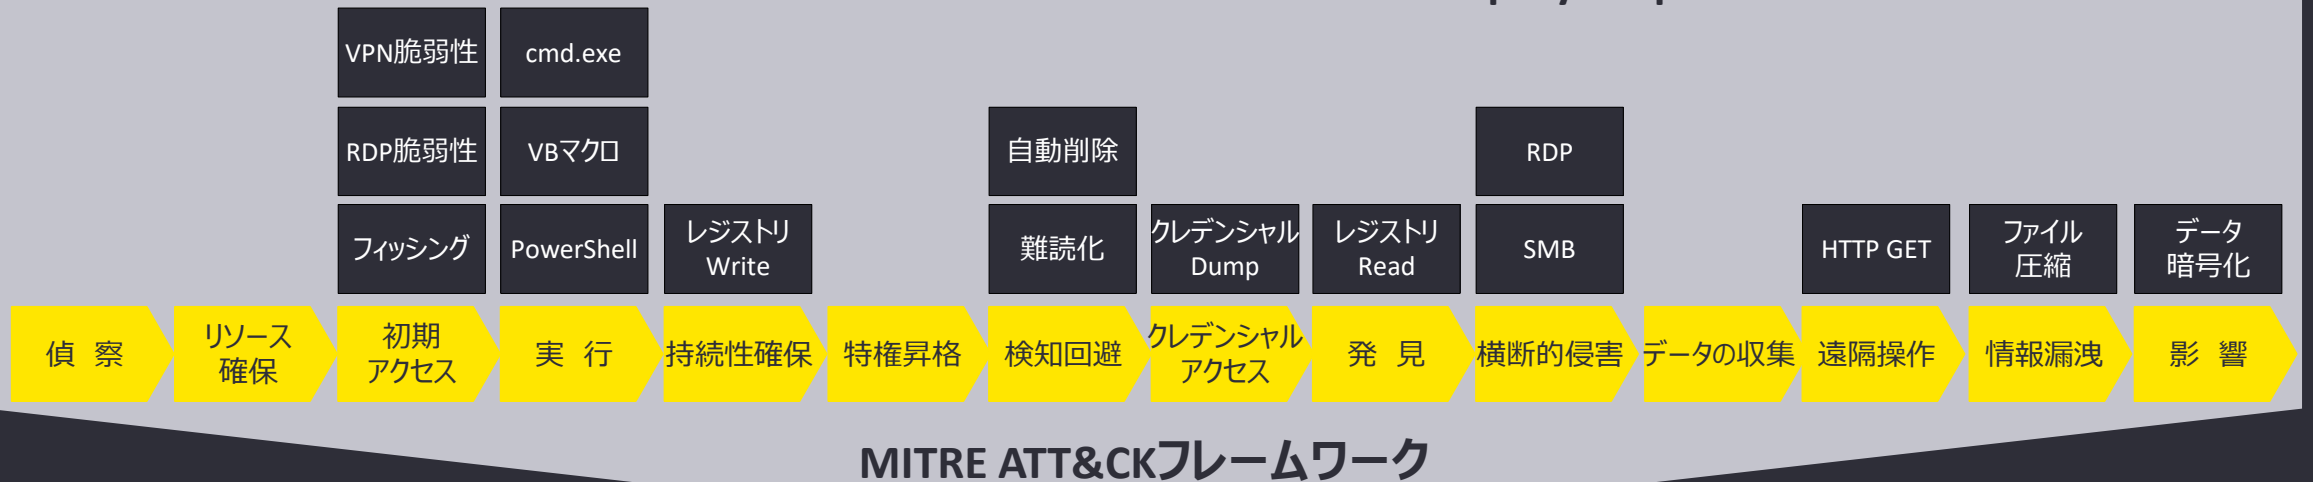 VPN脆弱性
cmd.exe
RDP脆弱性
VBマクロ
自動削除
RDP
フィッシング
PowerShell
レジストリ
Write
難読化
クレデンシャル
Dump
レジストリ
Read
SMB
HTTP GET
ファイル
圧縮
データ
暗号化
偵 察
リソース
確保
初期
アクセス
実 行
持続性確保
特権昇格
検知回避
クレデンシャル
アクセス
発 見
横断的侵害
データの収集
遠隔操作
情報漏洩
影 響
MITRE ATT&CKフレームワーク